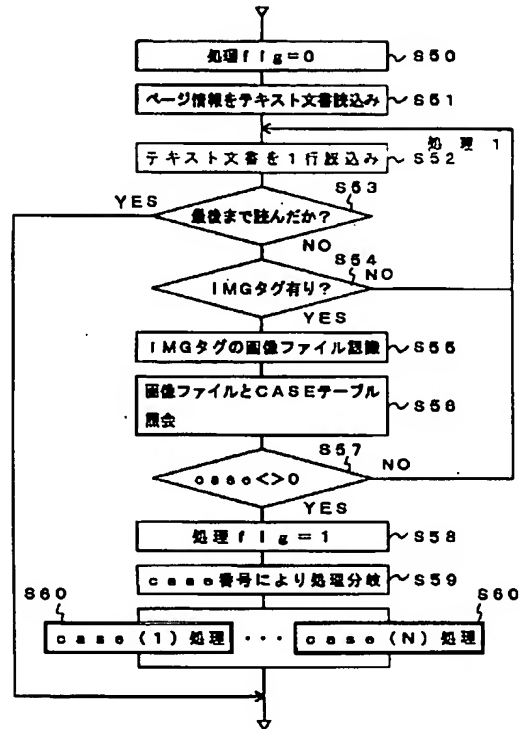 処理flg=0
S50
ページ情報をテキスト文書読込み
S51
処理1
テキスト文書を1行読込み
S52
S53
YES
最後まで読んだか?
NO
S54
NO
IMGタグ有り?
YES
IMGタグの画像ファイル認識
S55
画像ファイルとCASEテーブル
照会
S56
S57
NO
case<>0
YES
処理flg=1
S58
case番号により処理分岐
S59
S60
S60
case(1)処理
・・・
case(N)処理